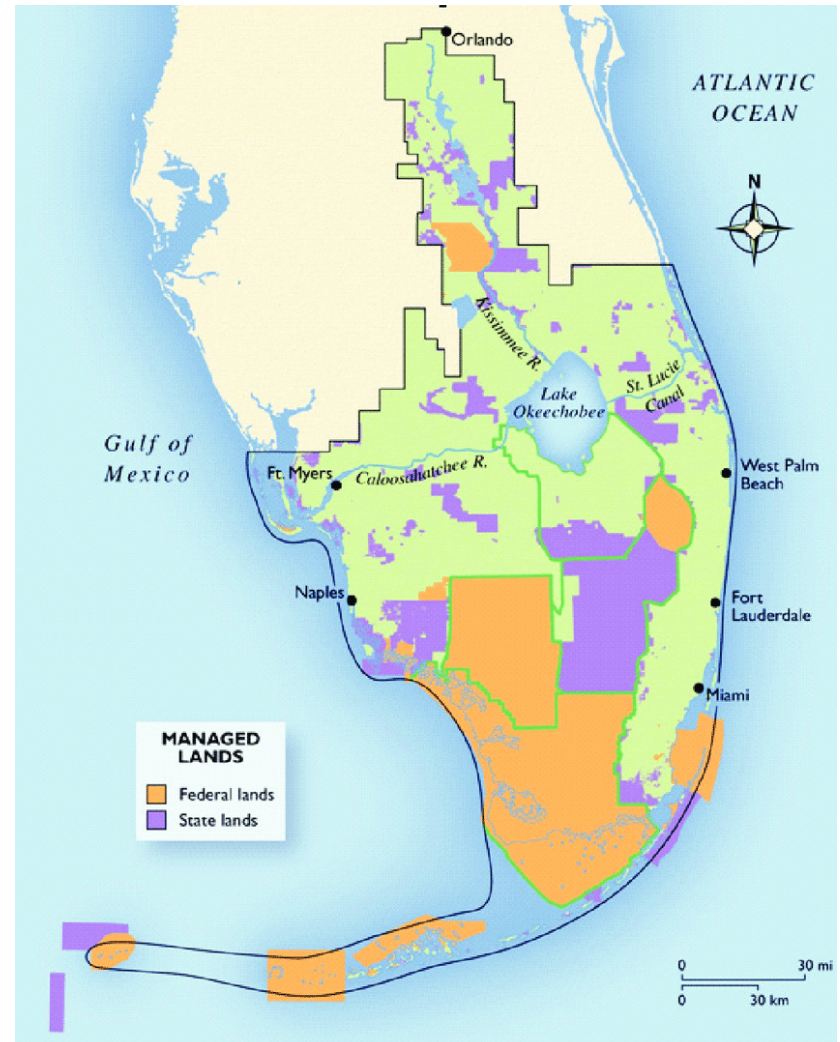 Orlando
ATLANTIC
OCEAN
N
Kissimmee R.
Lake
Okeechobee
St. Lucie
Canal
Gulf of
Mexico
Ft. Myers
Caloosahatchee R.
West Palm
Beach
Naples
Fort
Lauderdale
Miami
MANAGED
LANDS
Federal lands
State lands
0 30 mi
0 30 km